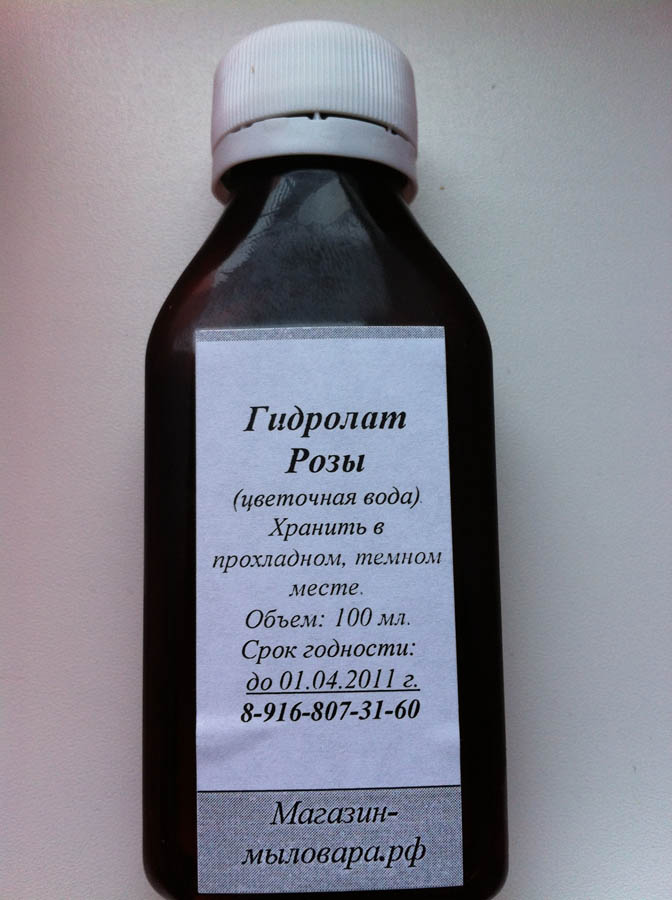 Гидролат
Розы
(цветочная вода).
Хранить в
прохладном, темном
месте.
Объем: 100 мл.
Срок годности:
до 01.04.2011 г.
8-916-807-31-60
Магазин-
мыловара.рф